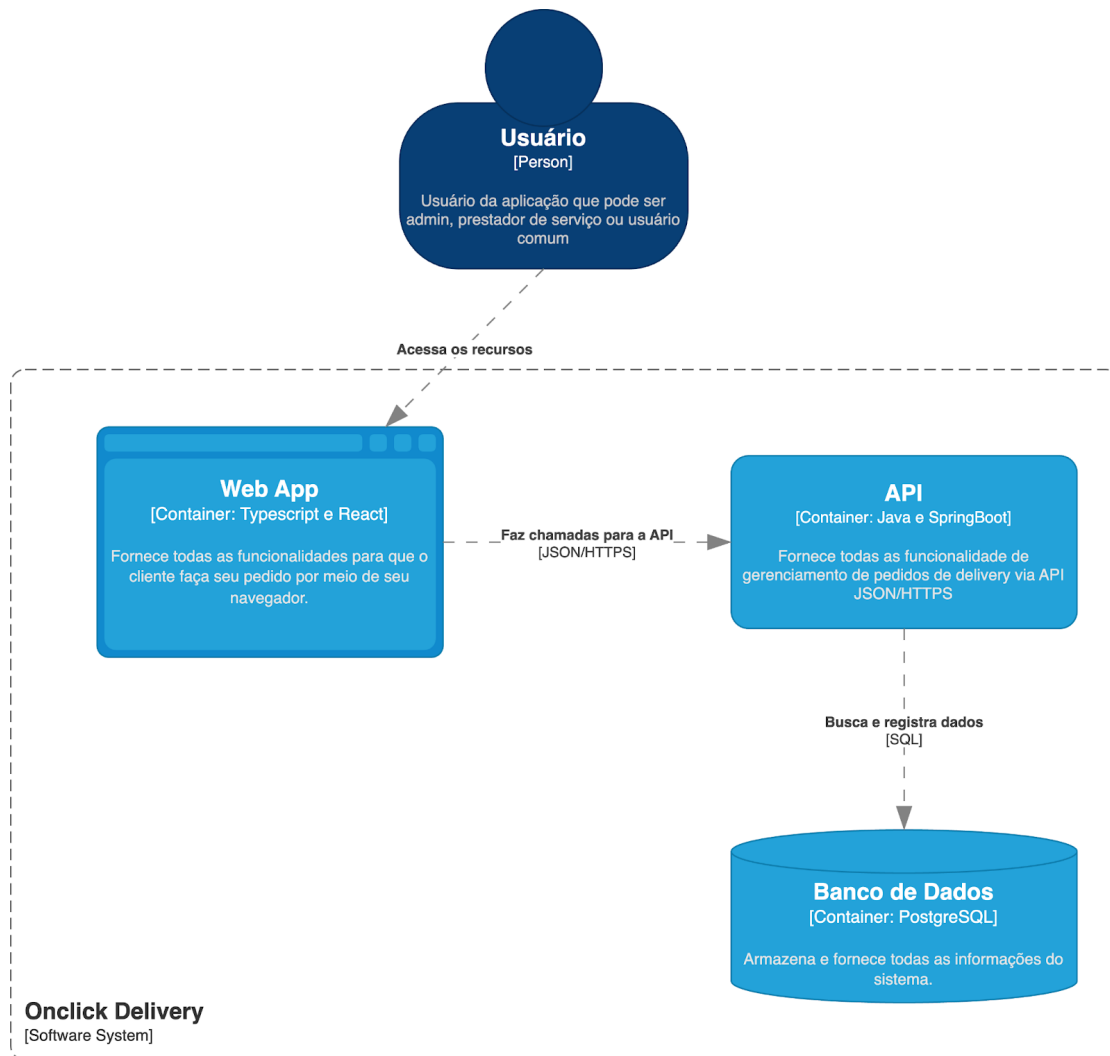 Usuário
[Person]
Usuário da aplicação que pode ser
admin, prestador de serviço ou usuário
comum
Acessa os recursos
Web App
[Container: Typescript e React]
Fornece todas as funcionalidades para que o
cliente faça seu pedido por meio de seu
navegador.
Faz chamadas para a API
[JSON/HTTPS]
API
[Container: Java e SpringBoot]
Fornece todas as funcionalidade de
gerenciamento de pedidos de delivery via API
JSON/HTTPS
Busca e registra dados
[SQL]
Banco de Dados
[Container: PostgreSQL]
Armazena e fornece todas as informações do
sistema.
Onclick Delivery
[Software System]